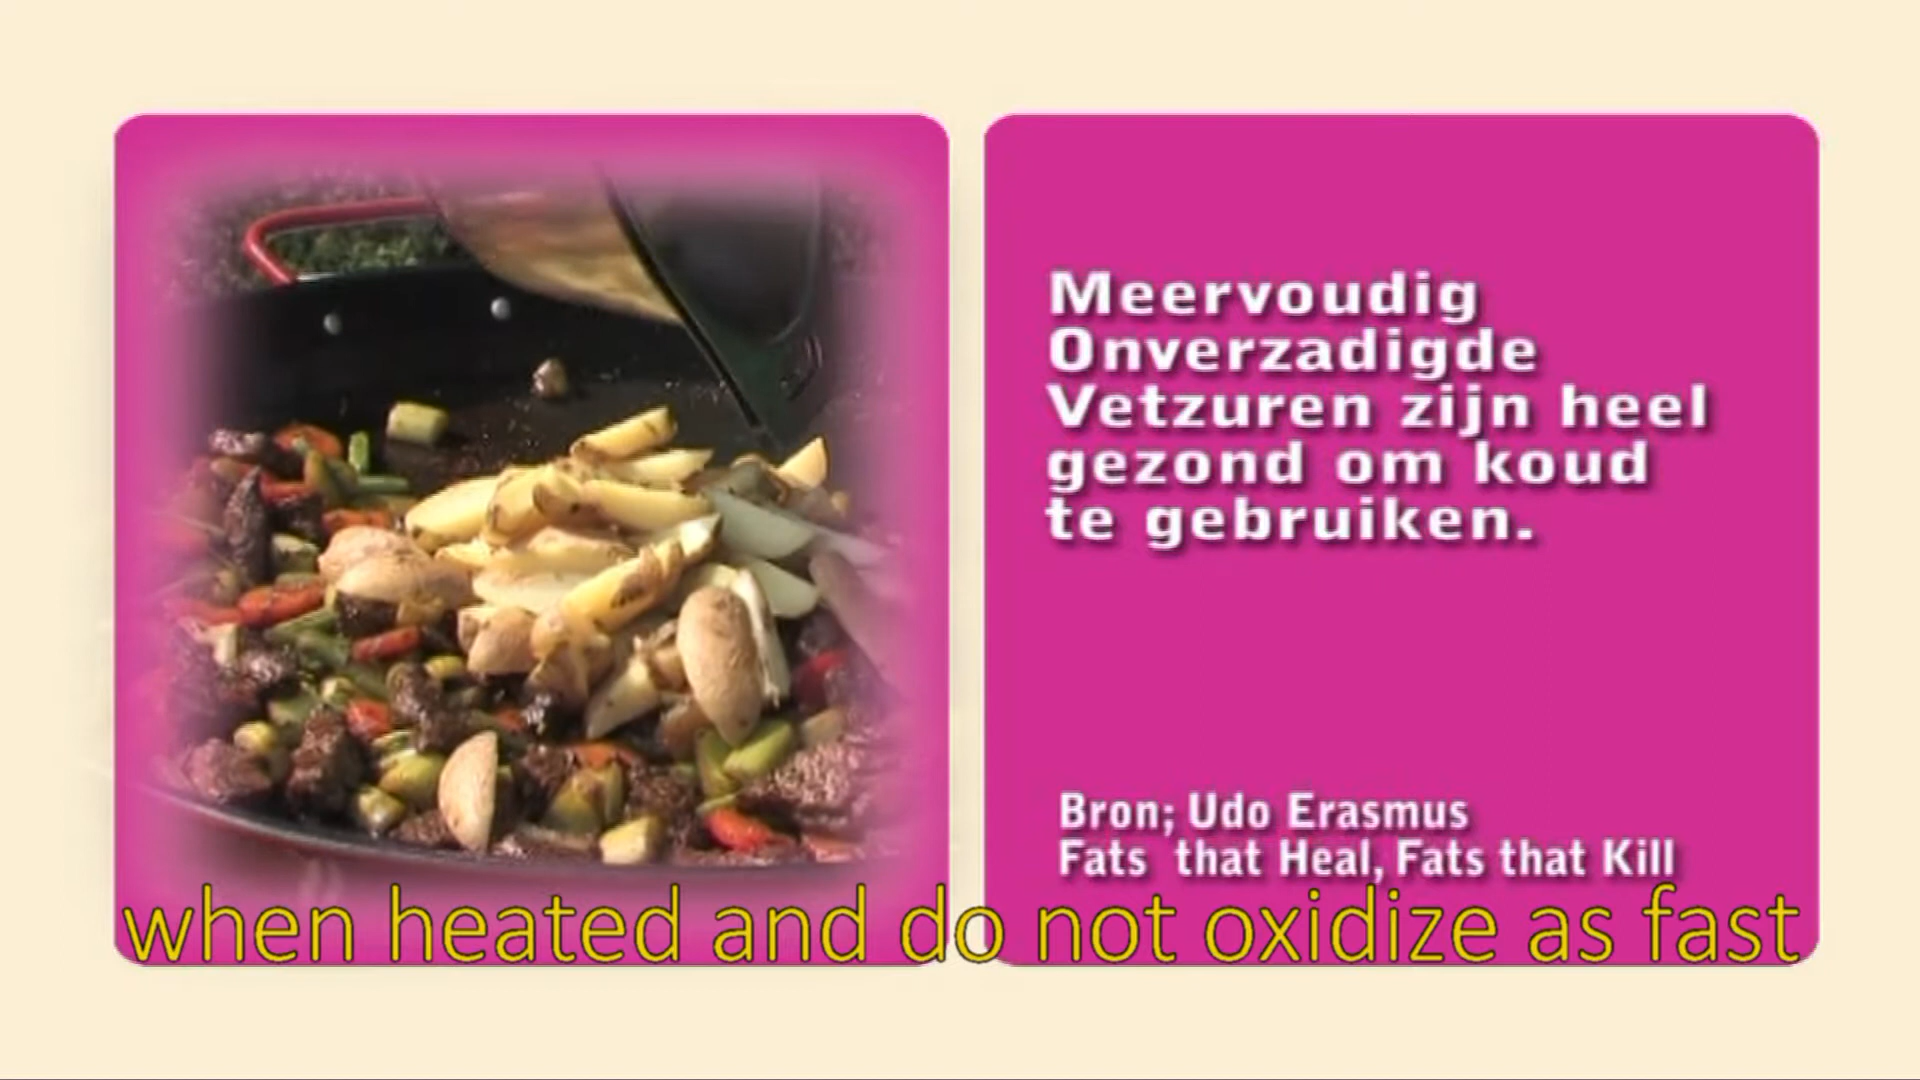 Meervoudig
Onverzadigde
Vetzuren zijn heel
gezond om koud
te gebruiken.
Bron; Udo Erasmus
Fats that Heal, Fats that Kill
when heated and do not oxidize as fast